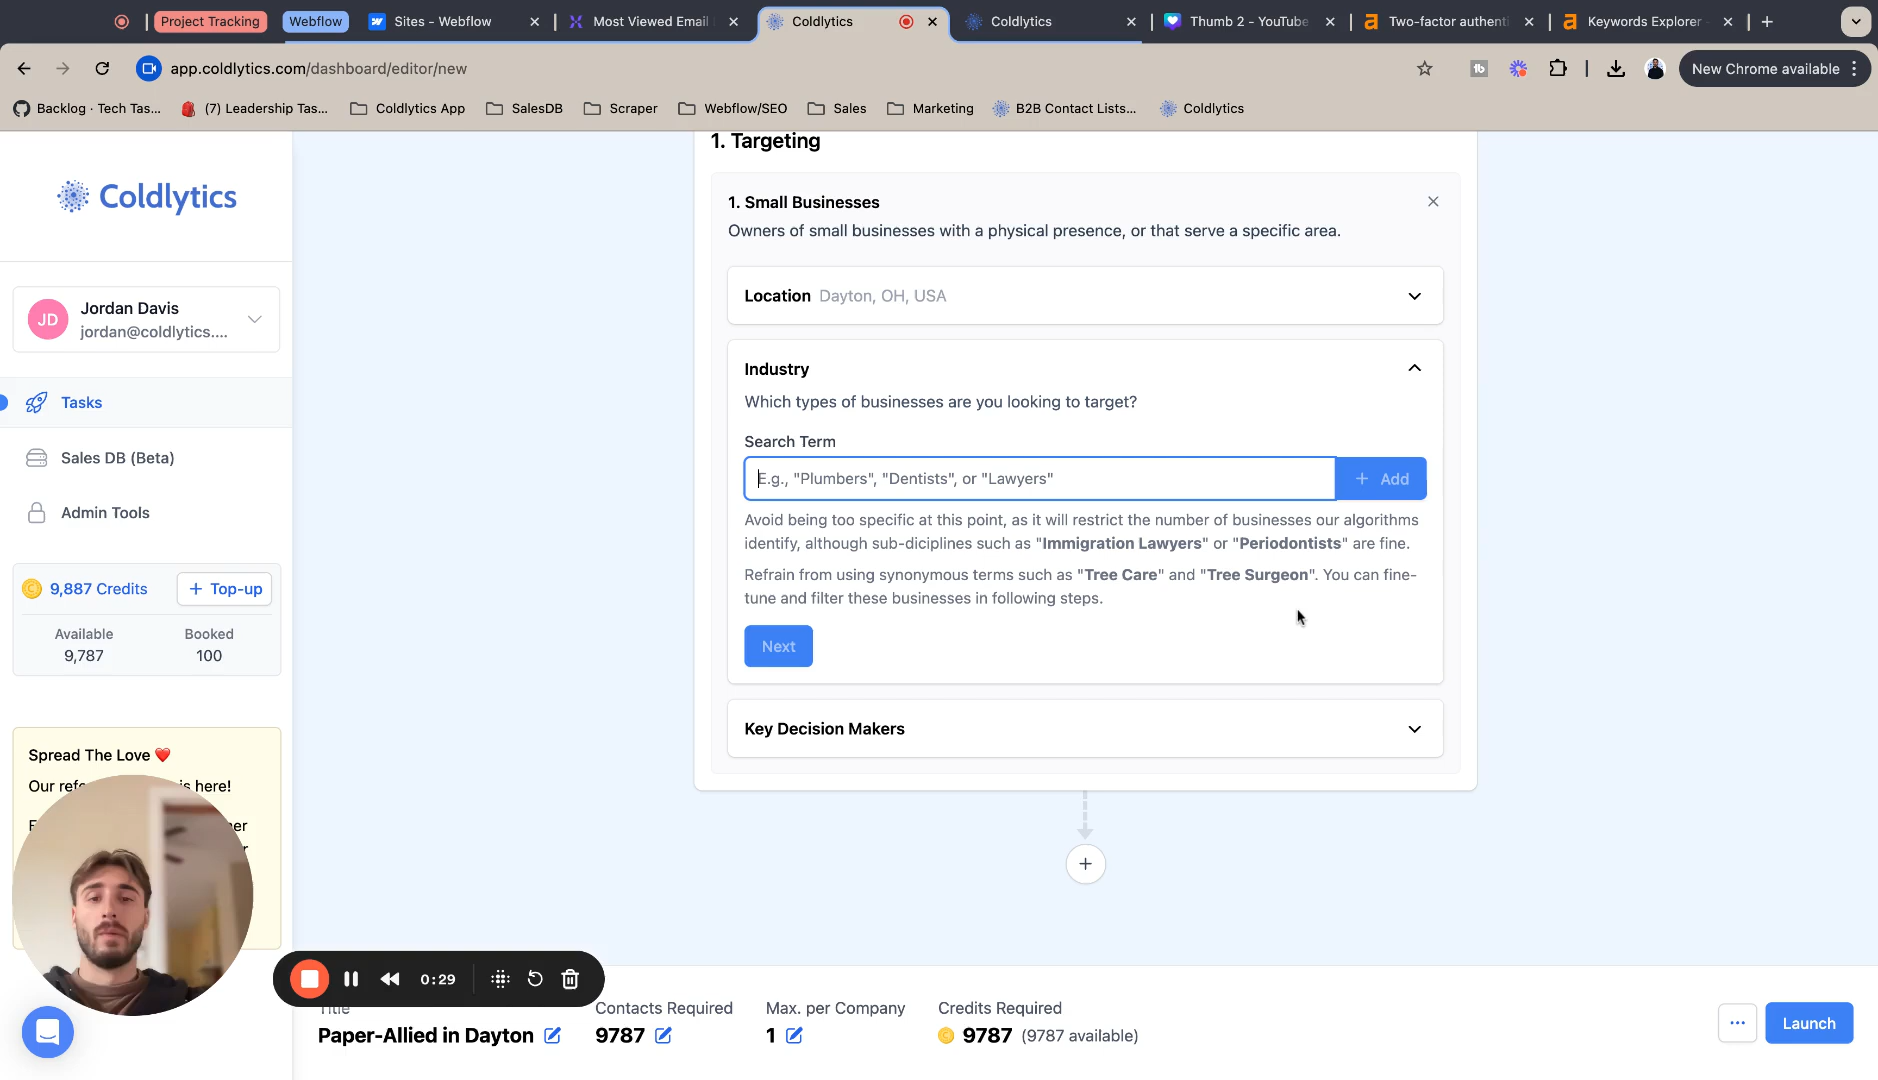 Project Tracking
Webflow
Sites - Webflow
Most Viewed Email
Coldlytics
Coldlytics
Thumb 2 - YouTube
Two-factor authenti
Keywords Explorer
app.coldlytics.com/dashboard/editor/new
New Chrome available
Backlog · Tech Tas...
(7) Leadership Tas...
Coldlytics App
SalesDB
Scraper
Webflow/SEO
Sales
Marketing
B2B Contact Lists...
Coldlytics
Coldlytics
JD
Jordan Davis
jordan@coldlytics....
Tasks
Sales DB (Beta)
Admin Tools
9,887 Credits
+ Top-up
Available
Booked
9,787
100
Spread The Love ❤️
Our
is here!
1. Targeting
1. Small Businesses
Owners of small businesses with a physical presence, or that serve a specific area.
Location Dayton, OH, USA
Industry
Which types of businesses are you looking to target?
Search Term
E.g., "Plumbers", "Dentists", or "Lawyers"
+ Add
Avoid being too specific at this point, as it will restrict the number of businesses our algorithms
identify, although sub-diciplines such as "Immigration Lawyers" or "Periodontists" are fine.
Refrain from using synonymous terms such as "Tree Care" and "Tree Surgeon". You can fine-
tune and filter these businesses in following steps.
Next
Key Decision Makers
0:29
Title
Paper-Allied in Dayton
Contacts Required
9787
Max. per Company
1
Credits Required
9787 (9787 available)
Launch